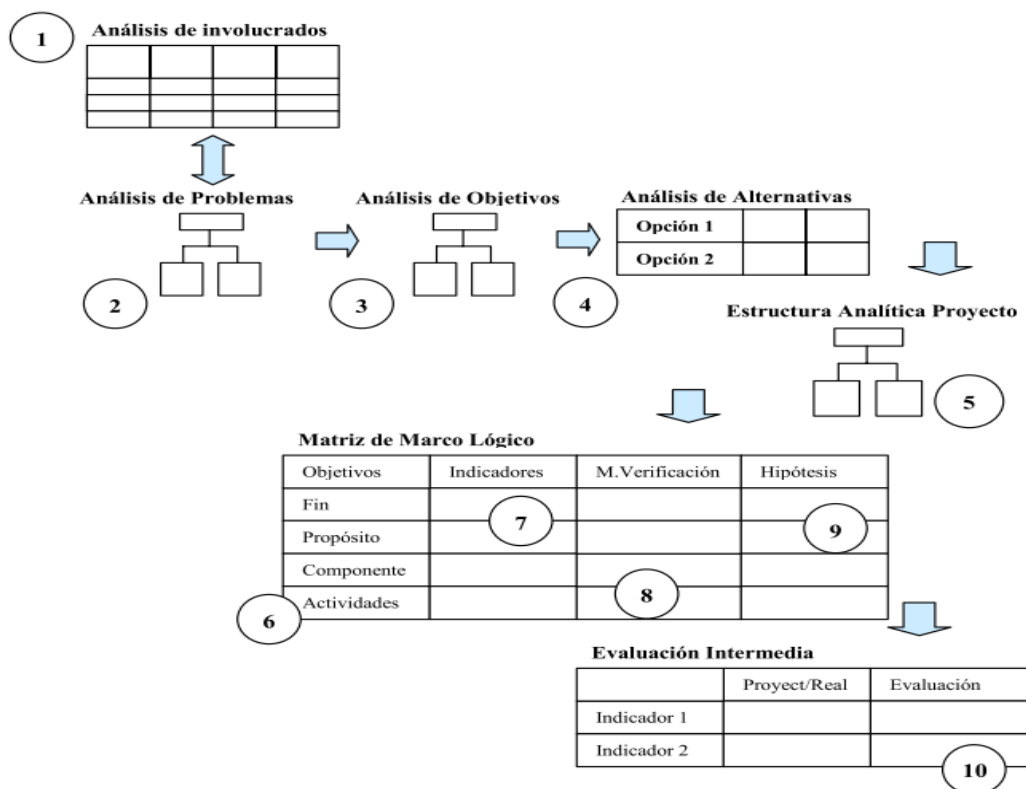 1
Análisis de involucrados
Análisis de Problemas
Análisis de Objetivos
Análisis de Alternativas
Opción 1
Opción 2
2
3
4
Estructura Analítica Proyecto
5
Matriz de Marco Lógico
Objetivos Indicadores M.Verificación Hipótesis
Fin
7
9
Propósito
Componente
8
Actividades
6
Evaluación Intermedia
Proyect/Real Evaluación
Indicador 1
Indicador 2
10